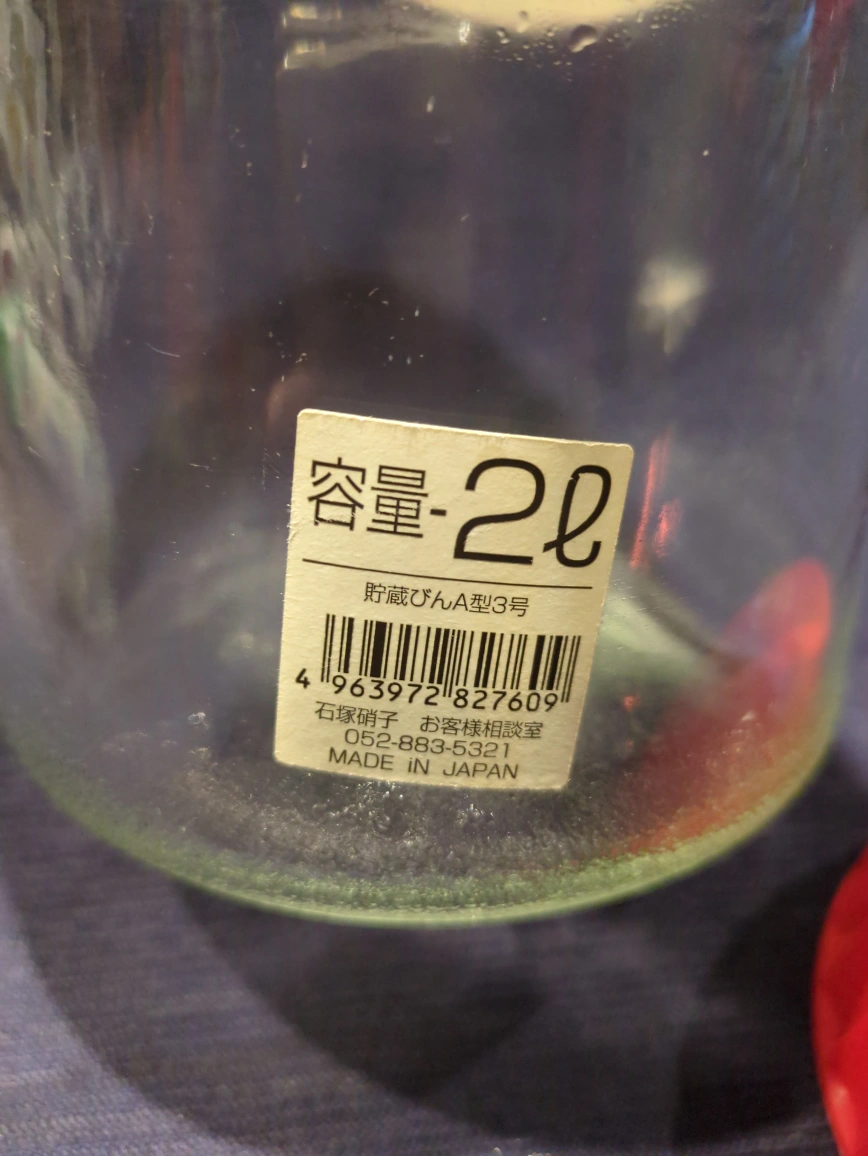 容量-2ℓ
貯蔵びんA型3号
4 963972 827609
石塚硝子 お客様相談室
052-883-5321
MADE iN JAPAN